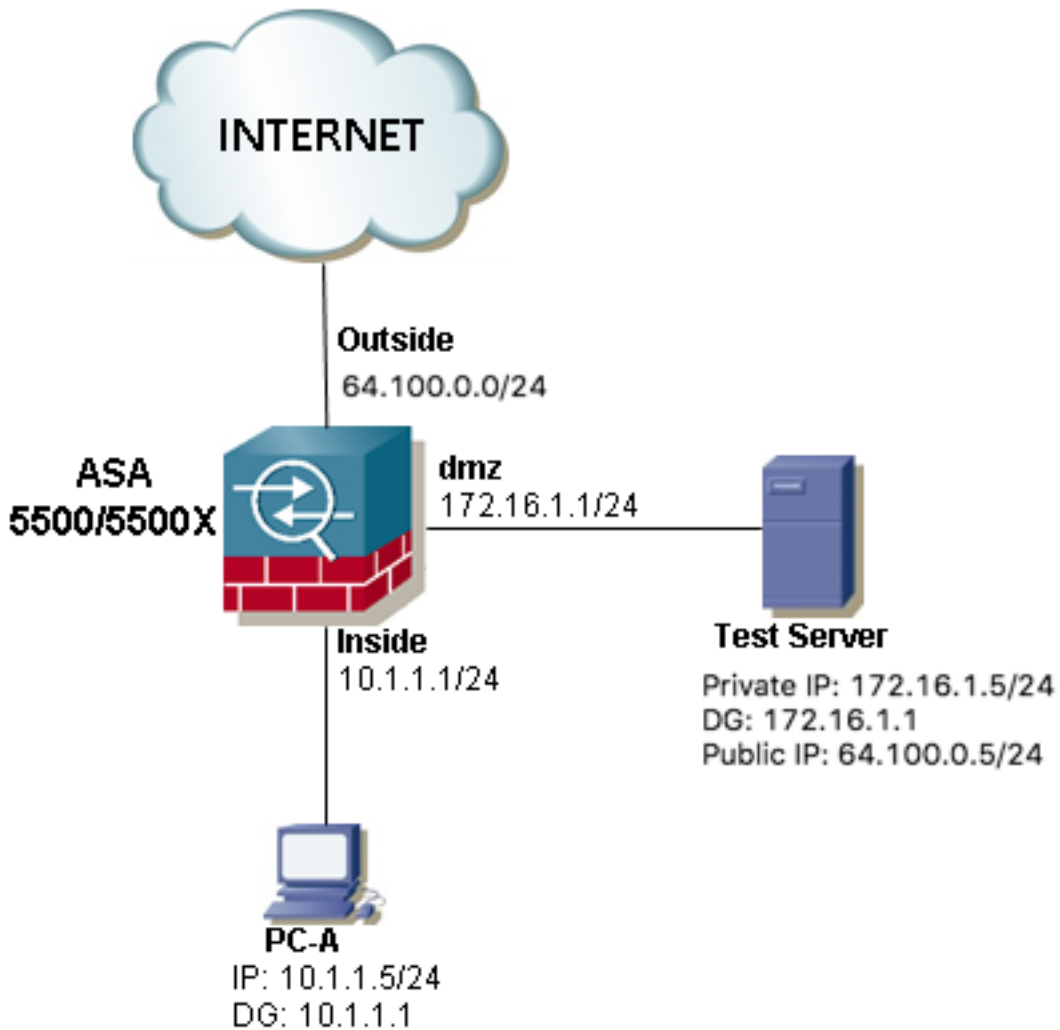 INTERNET
Outside
64.100.0.0/24
ASA
5500/5500X
dmz
172.16.1.1/24
Inside
10.1.1.1/24
Test Server
Private IP: 172.16.1.5/24
DG: 172.16.1.1
Public IP: 64.100.0.5/24
PC-A
IP: 10.1.1.5/24
DG: 10.1.1.1